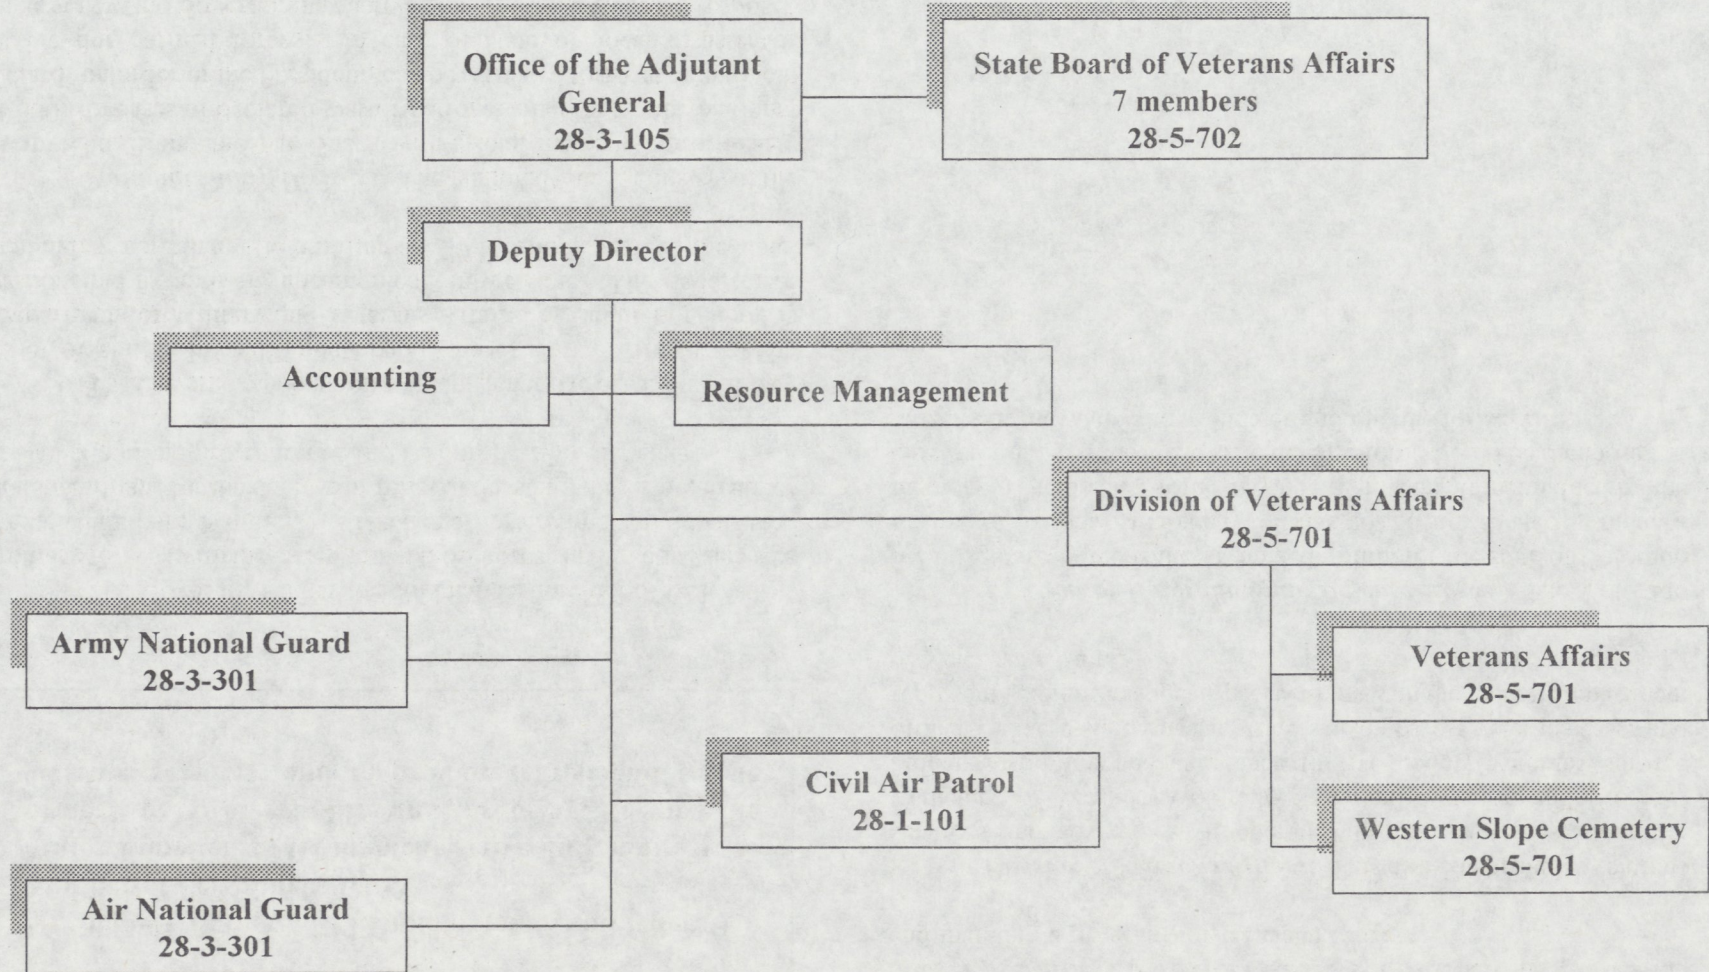 Office of the Adjutant
General
28-3-105
State Board of Veterans Affairs
7 members
28-5-702
Deputy Director
Accounting
Resource Management
Division of Veterans Affairs
28-5-701
Army National Guard
28-3-301
Veterans Affairs
28-5-701
Civil Air Patrol
28-1-101
Western Slope Cemetery
28-5-701
Air National Guard
28-3-301